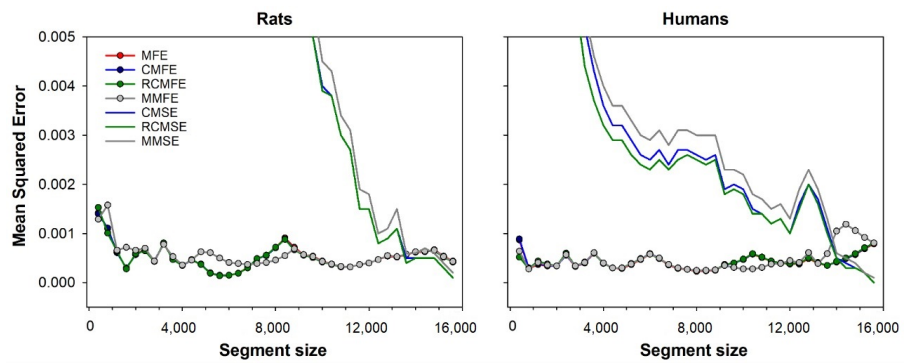 Rats
Humans
Mean Squared Error
0.005
0.004
0.003
0.002
0.001
0.000
MFE
CMFE
RCMFE
MMFE
CMSE
RCMSE
MMSE
0 4,000 8,000 12,000 16,000
0 4,000 8,000 12,000 16,000
Segment size
Segment size